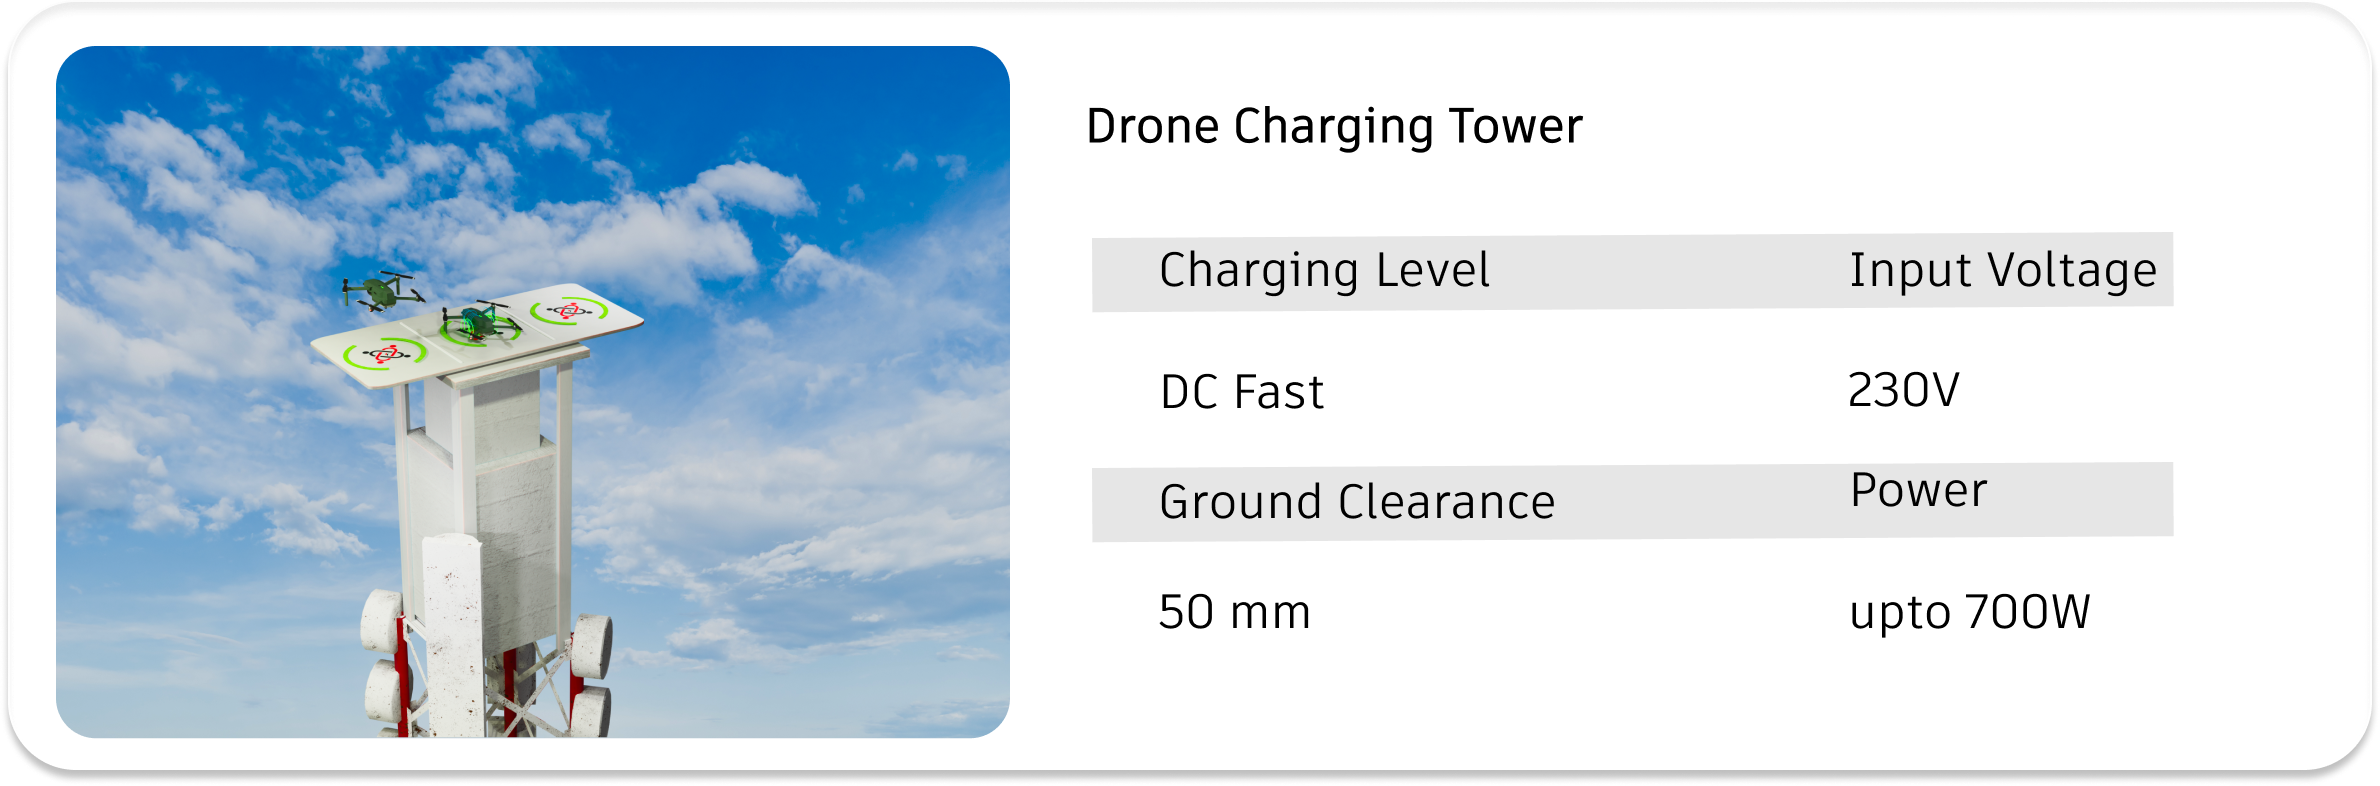 Drone Charging Tower
Charging Level Input Voltage
DC Fast 230V
Ground Clearance Power
50 mm upto 700W